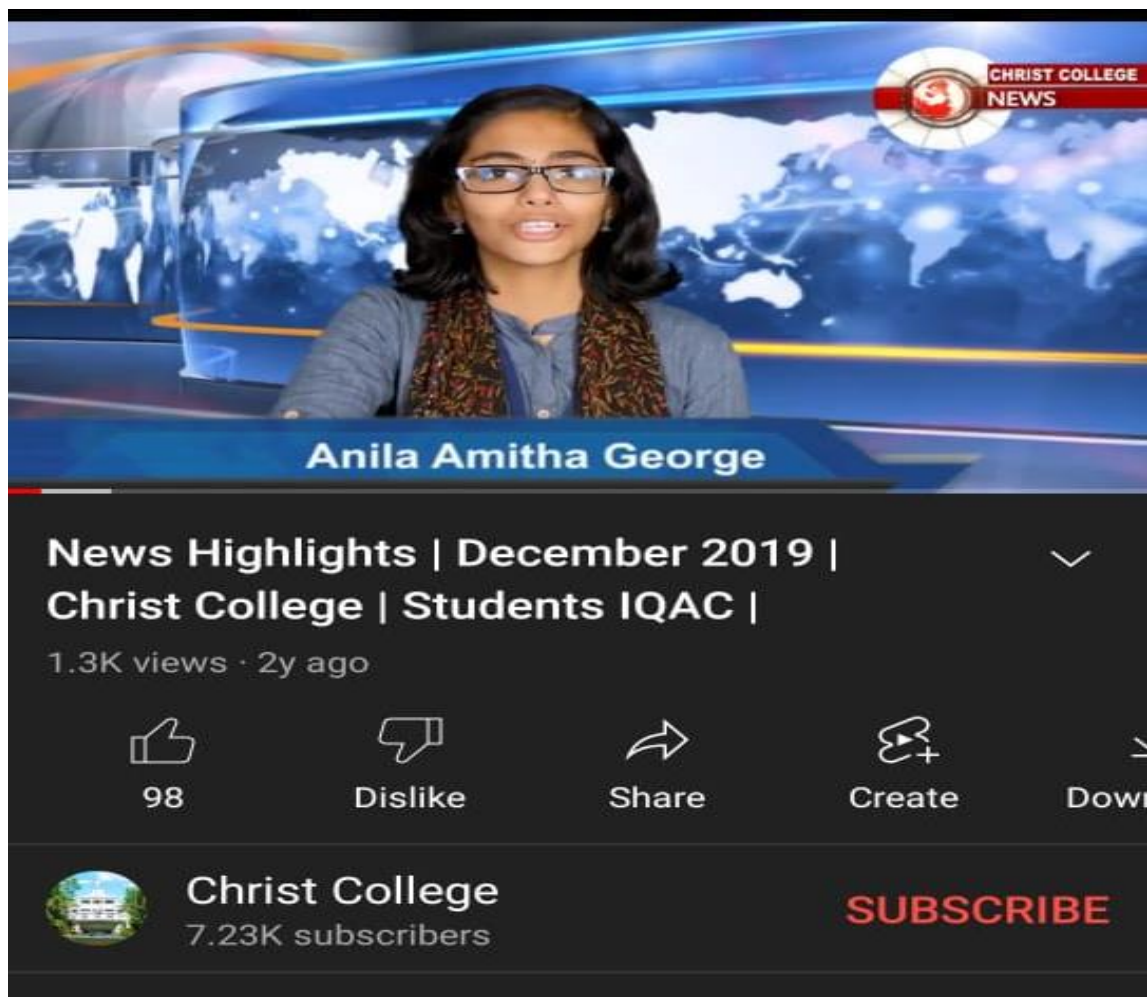 CHRIST COLLEGE
NEWS
Anila Amitha George
News Highlights | December 2019 |
Christ College | Students IQAC |
1.3K views · 2y ago
98
Dislike
Share
Create
Christ College
7.23K subscribers
SUBSCRIBE